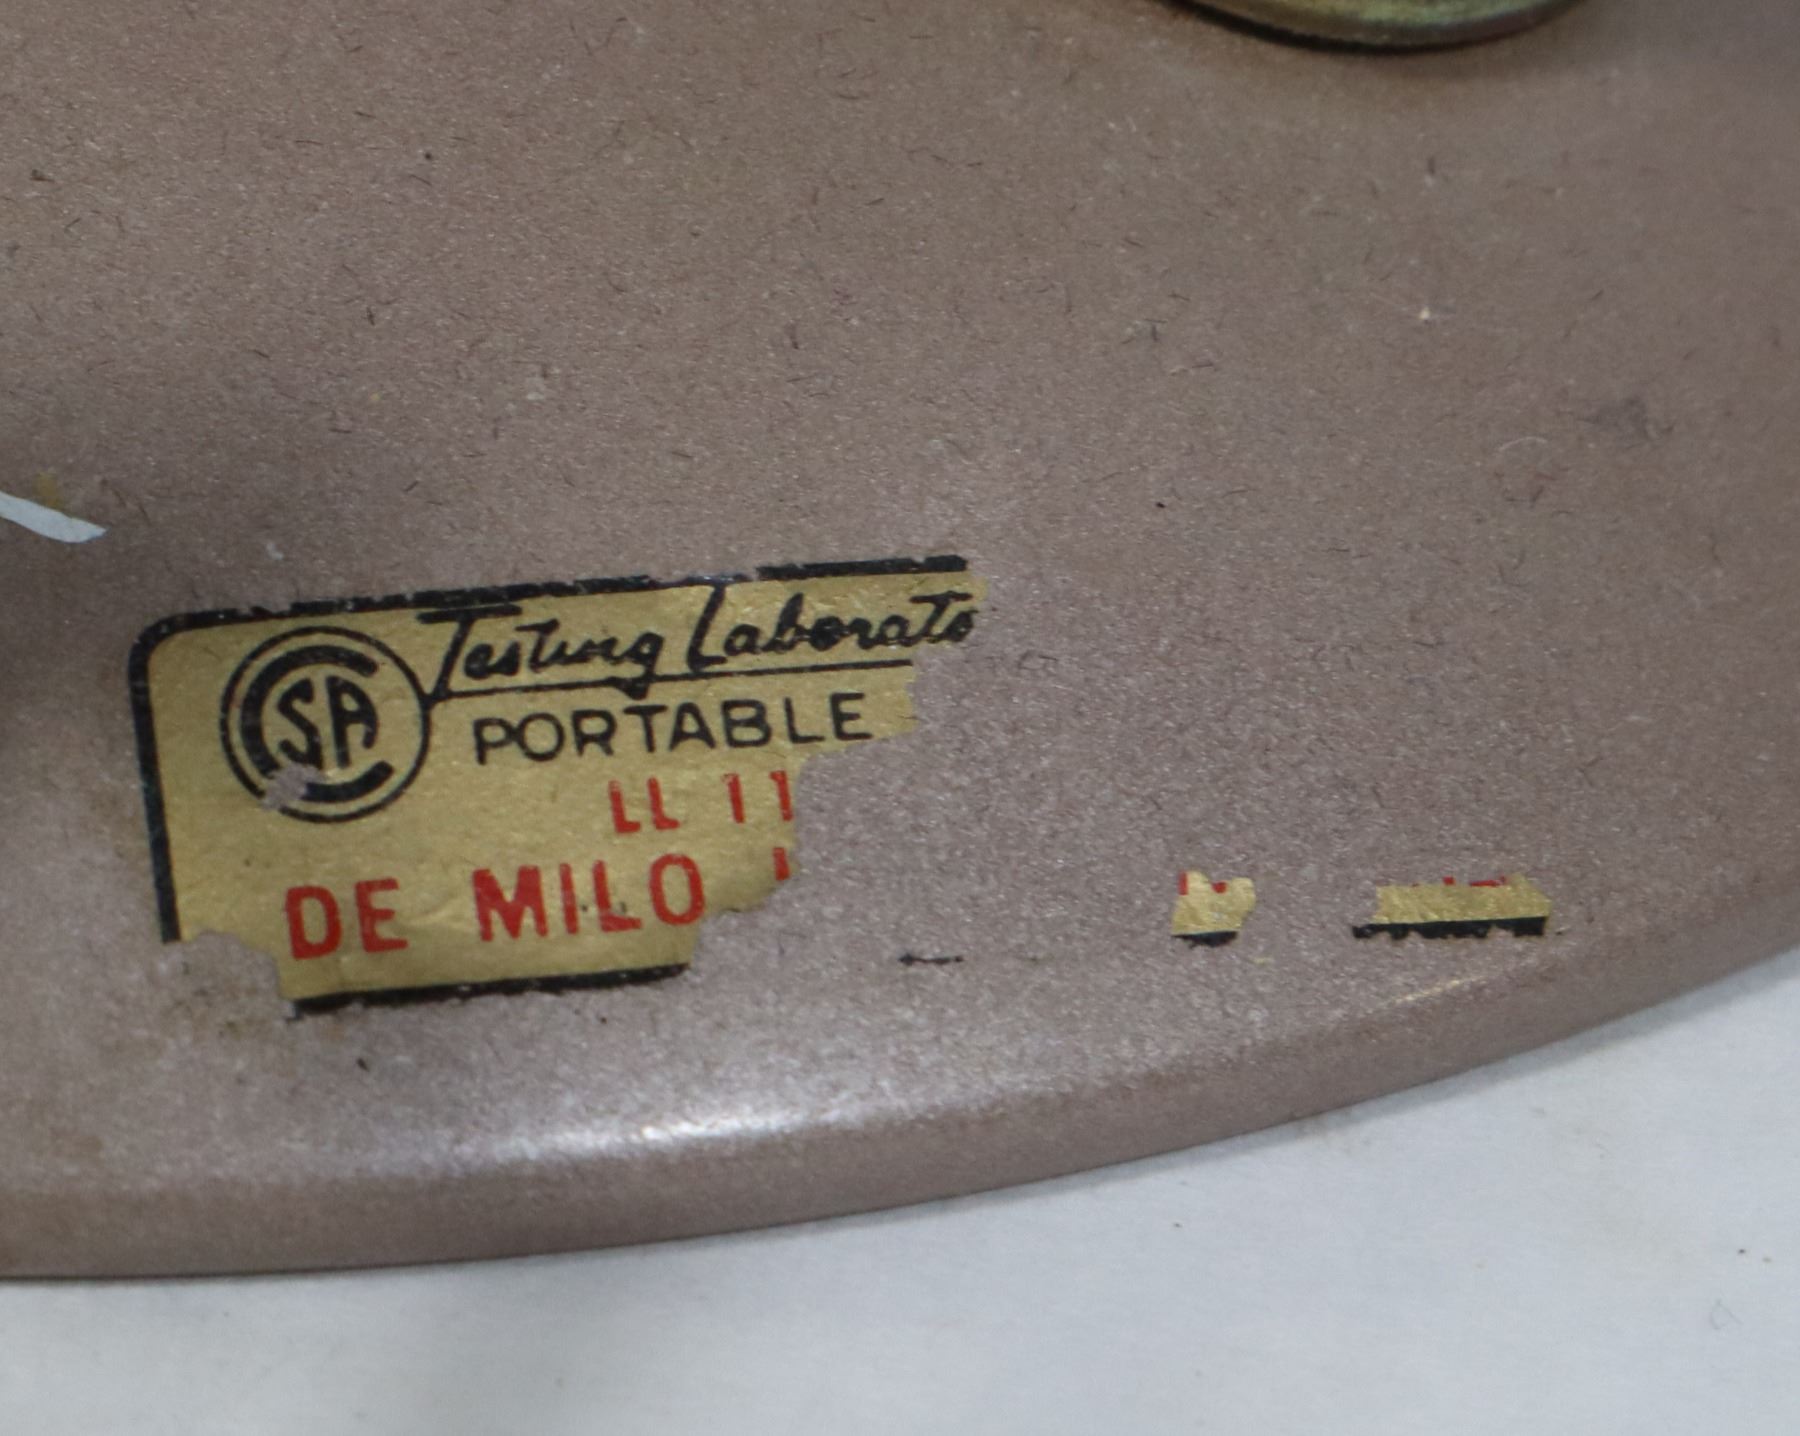 CSA Testing Laborato
PORTABLE
LL 11
DE MILO